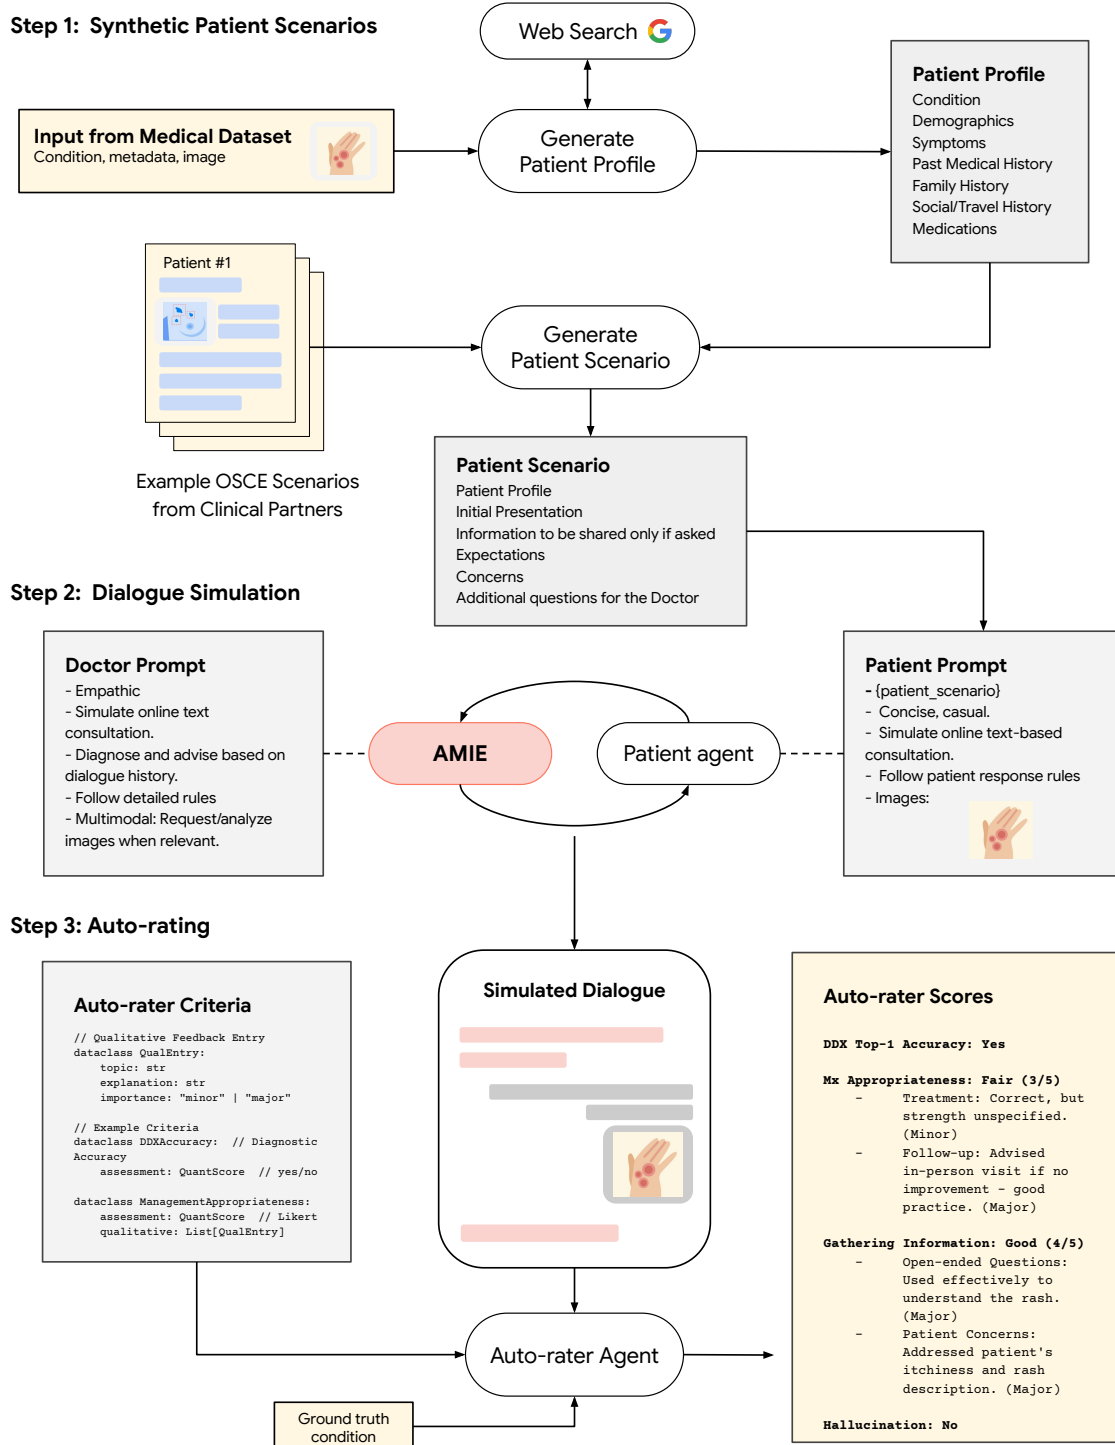 Step 1:  Synthetic Patient Scenarios
Web Search
Input from Medical Dataset
Condition, metadata, image
Generate
Patient Profile
Patient Profile
Condition
Demographics
Symptoms
Past Medical History
Family History
Social/Travel History
Medications
Patient #1
Generate
Patient Scenario
Example OSCE Scenarios
from Clinical Partners
Patient Scenario
Patient Profile
Initial Presentation
Information to be shared only if asked
Expectations
Concerns
Additional questions for the Doctor
Step 2:  Dialogue Simulation
Doctor Prompt
- Empathic
- Simulate online text
consultation.
- Diagnose and advise based on
dialogue history.
- Follow detailed rules
- Multimodal: Request/analyze
images when relevant.
AMIE
Patient agent
Patient Prompt
- {patient_scenario}
- Concise, casual.
- Simulate online text-based
consultation.
- Follow patient response rules
- Images:
Step 3: Auto-rating
Auto-rater Criteria
// Qualitative Feedback Entry
dataclass QualEntry:
    topic: str
    explanation: str
    importance: "minor" | "major"
// Example Criteria
dataclass DDXAccuracy:  // Diagnostic
Accuracy
    assessment: QuantScore  // yes/no
dataclass ManagementAppropriateness:
    assessment: QuantScore  // Likert
    qualitative: List[QualEntry]
Simulated Dialogue
Auto-rater Agent
Ground truth
condition
Auto-rater Scores
DDX Top-1 Accuracy: Yes
Mx Appropriateness: Fair (3/5)
- Treatment: Correct, but
strength unspecified.
(Minor)
- Follow-up: Advised
in-person visit if no
improvement - good
practice. (Major)
Gathering Information: Good (4/5)
- Open-ended Questions:
Used effectively to
understand the rash.
(Major)
- Patient Concerns:
Addressed patient's
itchiness and rash
description. (Major)
Hallucination: No